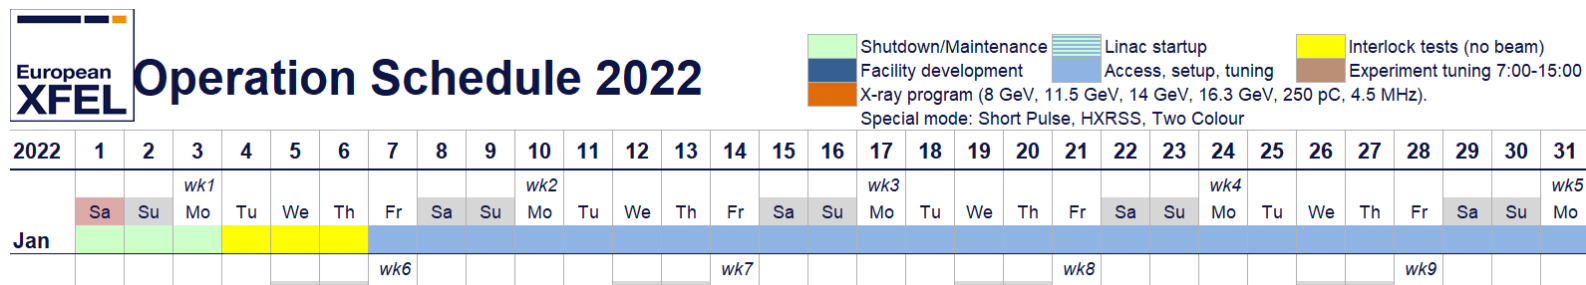 European
XFEL
Operation Schedule 2022
Shutdown/Maintenance Linac startup Interlock tests (no beam)
Facility development Access, setup, tuning Experiment tuning 7:00-15:00
X-ray program (8 GeV, 11.5 GeV, 14 GeV, 16.3 GeV, 250 pC, 4.5 MHz).
Special mode: Short Pulse, HXRSS, Two Colour
2022 1 2 3 4 5 6 7 8 9 10 11 12 13 14 15 16 17 18 19 20 21 22 23 24 25 26 27 28 29 30 31
wk1 wk2 wk3 wk4 wk5
Sa Su Mo Tu We Th Fr Sa Su Mo Tu We Th Fr Sa Su Mo Tu We Th Fr Sa Su Mo Tu We Th Fr Sa Su Mo
Jan
wk6 wk7 wk8 wk9